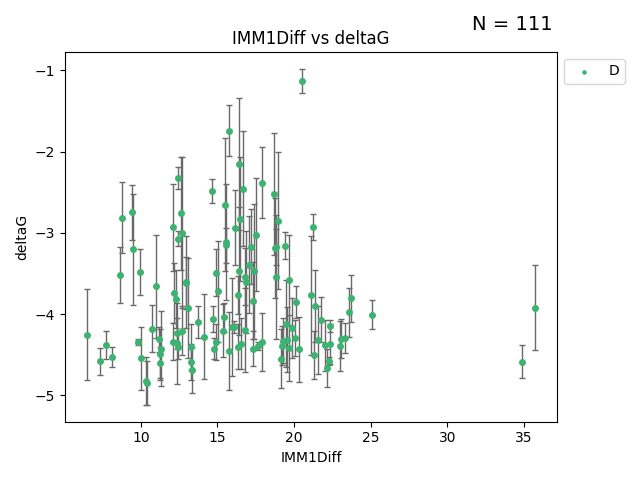 N = 111
IMM1Diff vs deltaG
D
deltaG
−1
−2
−3
−4
−5
10 15 20 25 30 35
IMM1Diff